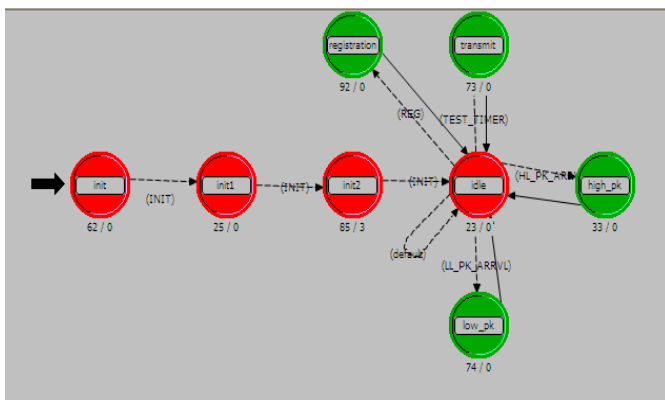 registration
transmit
92 / 0
73 / 0
(REG)
(TEST_TIMER)
init
init1
init2
idle
high_pk
(INIT)
(INIT)
(INIT)
(HL_PK_AR
62 / 0
25 / 0
85 / 3
23 / 0
33 / 0
(default)
(LL_PK_ARRVL)
low_pk
74 / 0